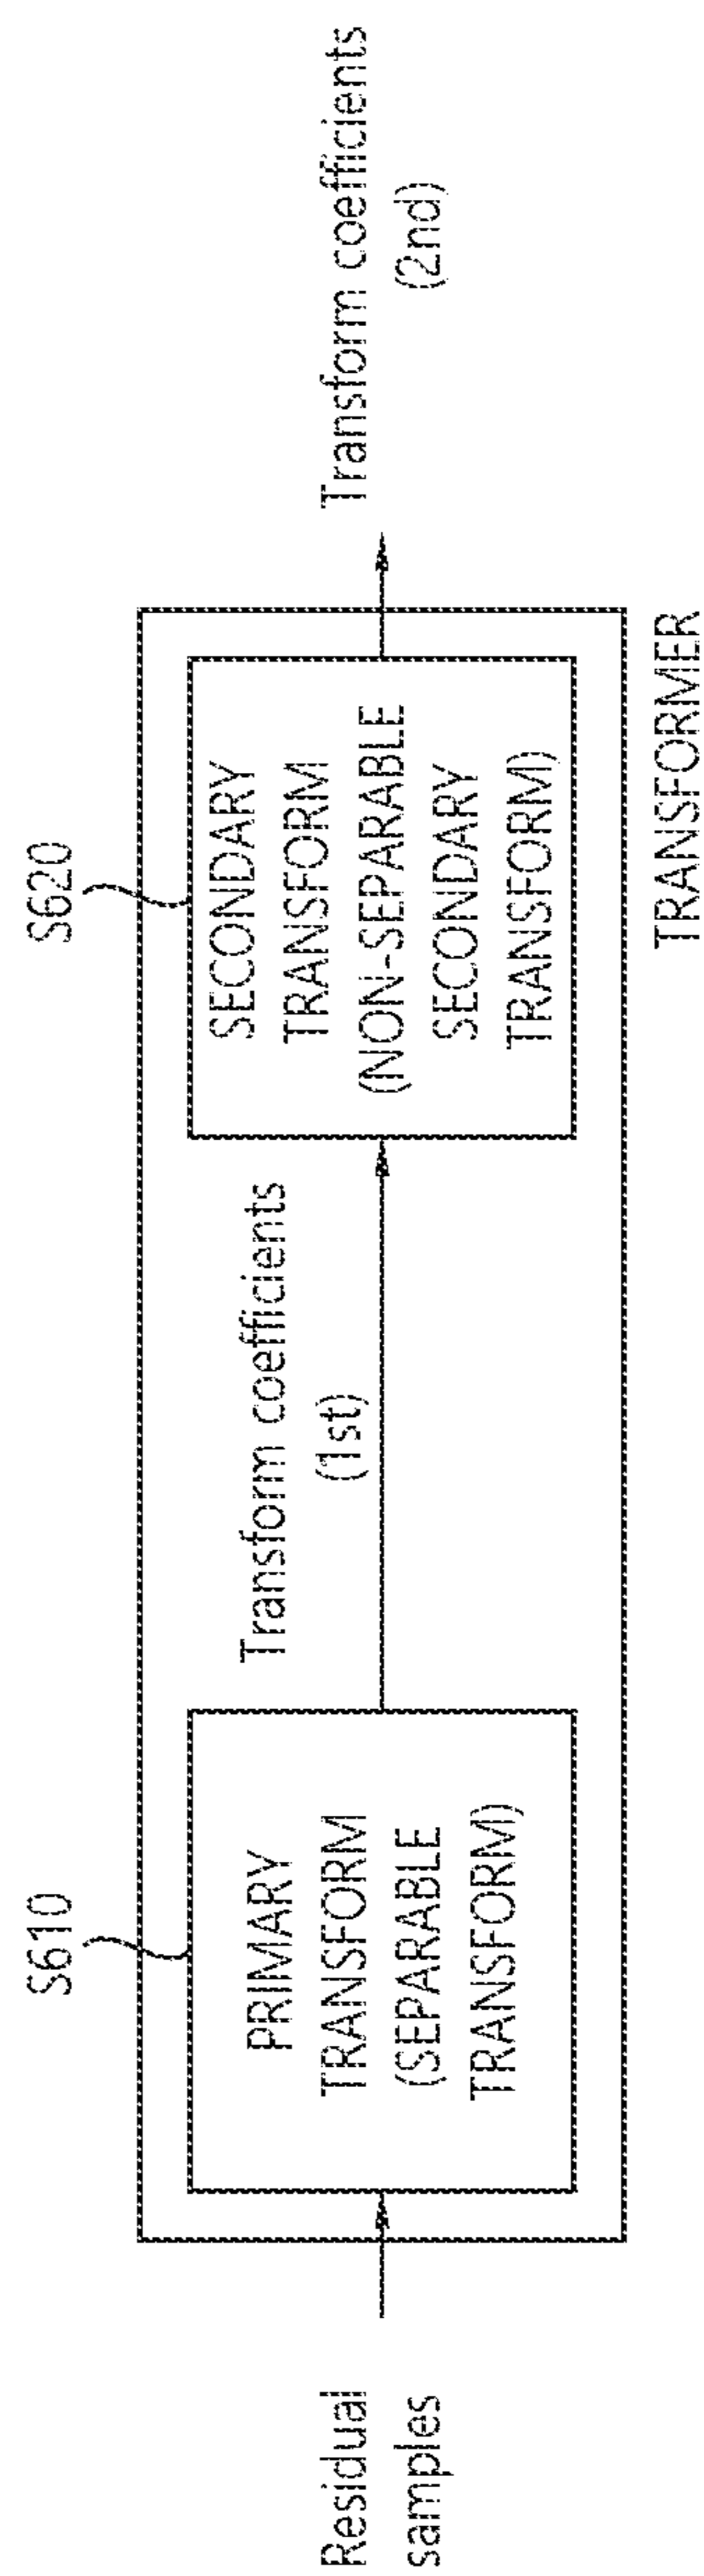 Residual
samples
S610
PRIMARY
TRANSFORM
(SEPARABLE
TRANSFORM)
Transform coefficients
(1st)
S620
SECONDARY
TRANSFORM
(NON-SEPARABLE
SECONDARY
TRANSFORM)
TRANSFORMER
Transform coefficients
(2nd)